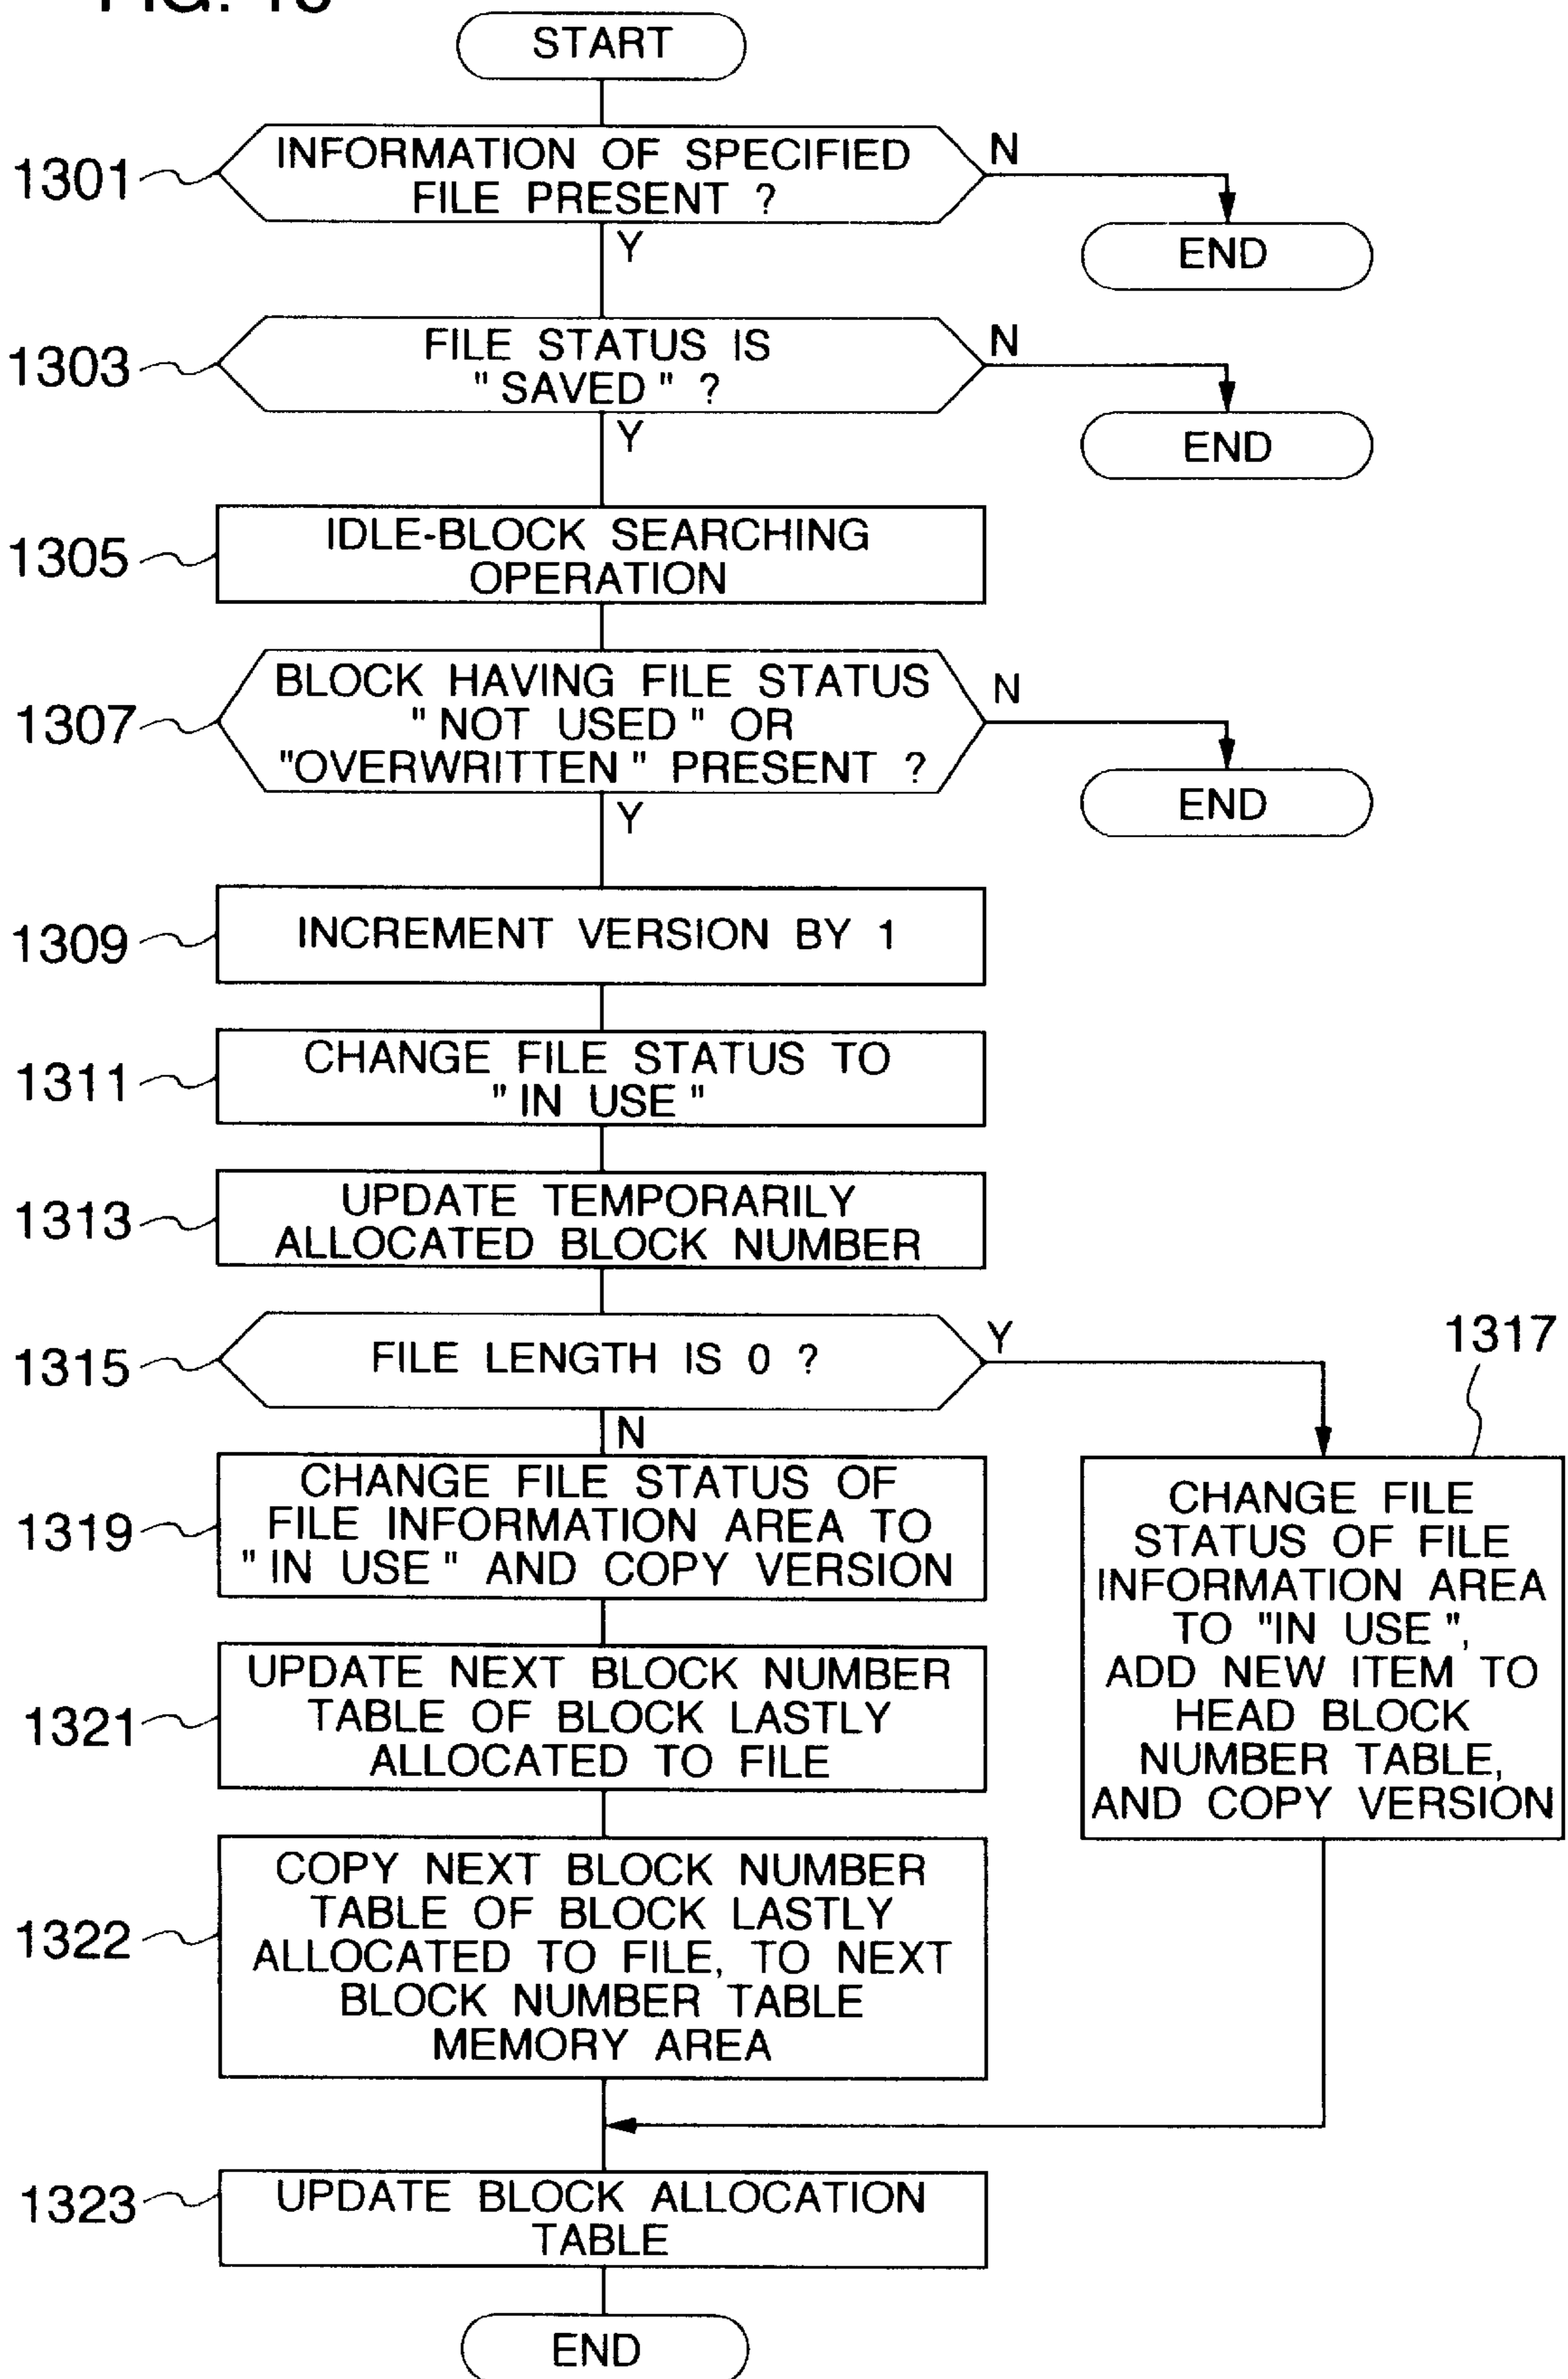 START
1301
INFORMATION OF SPECIFIED
FILE PRESENT ?
N
END
Y
1303
FILE STATUS IS
" SAVED " ?
N
END
Y
1305
IDLE-BLOCK SEARCHING
OPERATION
1307
BLOCK HAVING FILE STATUS
" NOT USED " OR
"OVERWRITTEN " PRESENT ?
N
END
Y
1309
INCREMENT VERSION BY 1
1311
CHANGE FILE STATUS TO
" IN USE "
1313
UPDATE TEMPORARILY
ALLOCATED BLOCK NUMBER
1315
FILE LENGTH IS 0 ?
Y
1317
N
1319
CHANGE FILE STATUS OF
FILE INFORMATION AREA TO
" IN USE " AND COPY VERSION
CHANGE FILE
STATUS OF FILE
INFORMATION AREA
TO "IN USE ",
ADD NEW ITEM TO
HEAD BLOCK
NUMBER TABLE,
AND COPY VERSION
1321
UPDATE NEXT BLOCK NUMBER
TABLE OF BLOCK LASTLY
ALLOCATED TO FILE
1322
COPY NEXT BLOCK NUMBER
TABLE OF BLOCK LASTLY
ALLOCATED TO FILE, TO NEXT
BLOCK NUMBER TABLE
MEMORY AREA
1323
UPDATE BLOCK ALLOCATION
TABLE
END